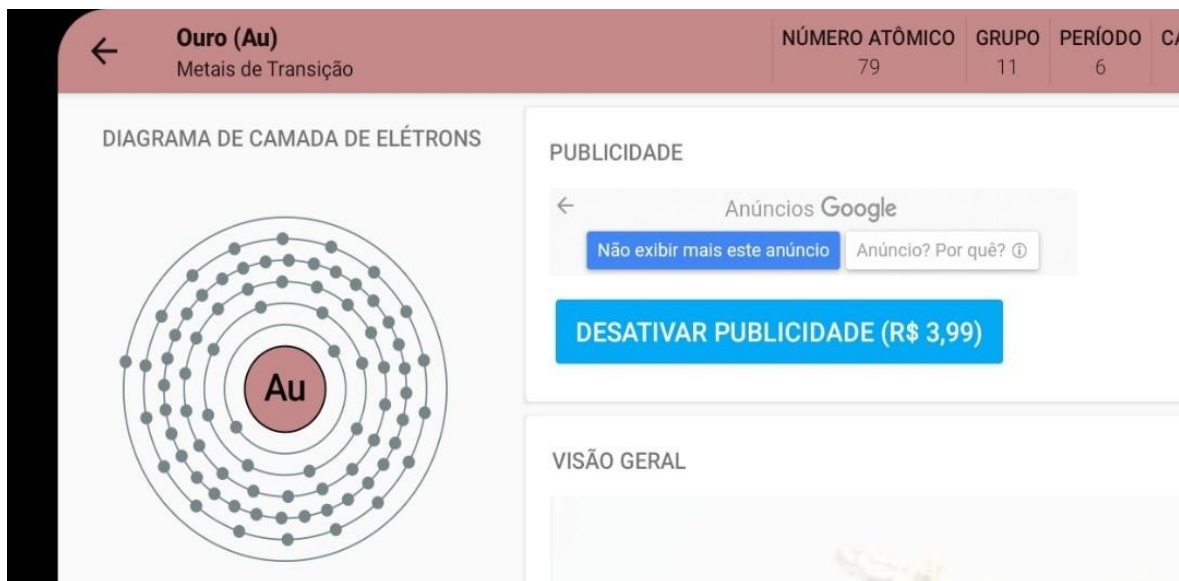 Ouro (Au)
Metais de Transição
NÚMERO ATÔMICO GRUPO PERÍODO CA
79 11 6
DIAGRAMA DE CAMADA DE ELÉTRONS
Au
PUBLICIDADE
Anúncios Google
Não exibir mais este anúncio Anúncio? Por quê?
DESATIVAR PUBLICIDADE (R$ 3,99)
VISÃO GERAL